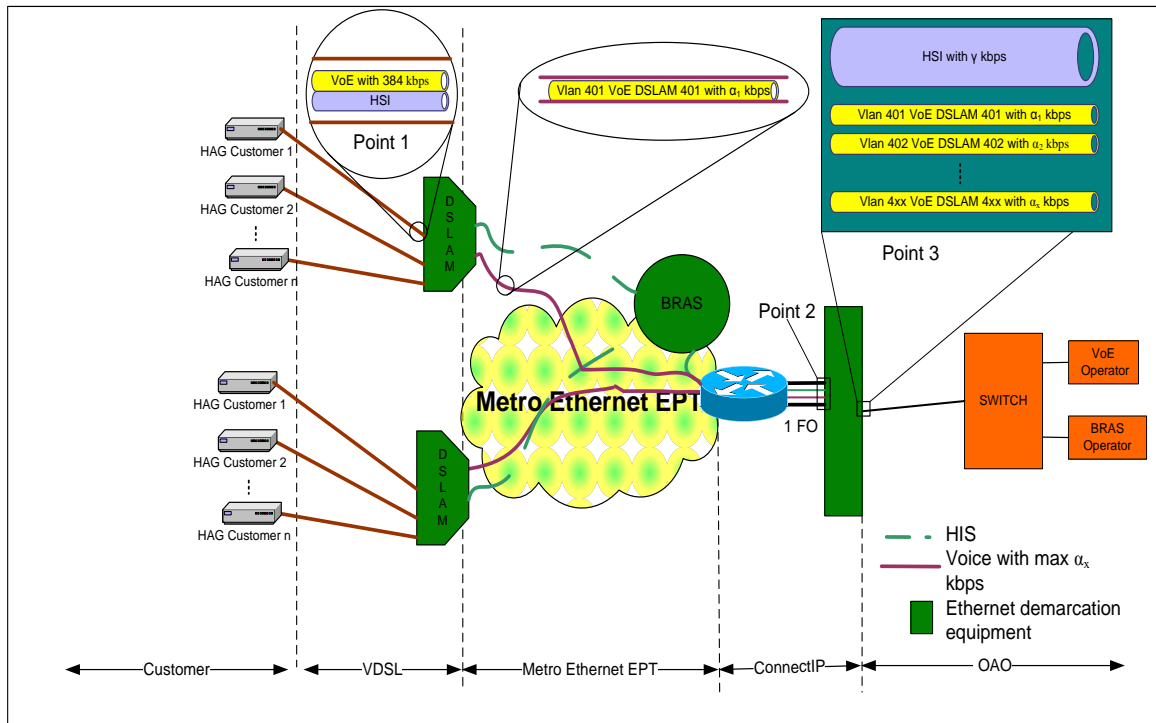 VoE with 384 kbps
HSI
Point 1
Vlan 401 VoE DSLAM 401 with α₁ kbps
HSI with γ kbps
Vlan 401 VoE DSLAM 401 with α₁ kbps
Vlan 402 VoE DSLAM 402 with α₂ kbps
Vlan 4xx VoE DSLAM 4xx with αₓ kbps
Point 3
HAG Customer 1
HAG Customer 2
HAG Customer n
DSLAM
BRAS
Point 2
Metro Ethernet EPT
1 FO
SWITCH
VoE
Operator
BRAS
Operator
HAG Customer 1
HAG Customer 2
HAG Customer n
DSLAM
HIS
Voice with max αₓ
kbps
Ethernet demarcation
equipment
Customer
VDSL
Metro Ethernet EPT
ConnectIP
OAO